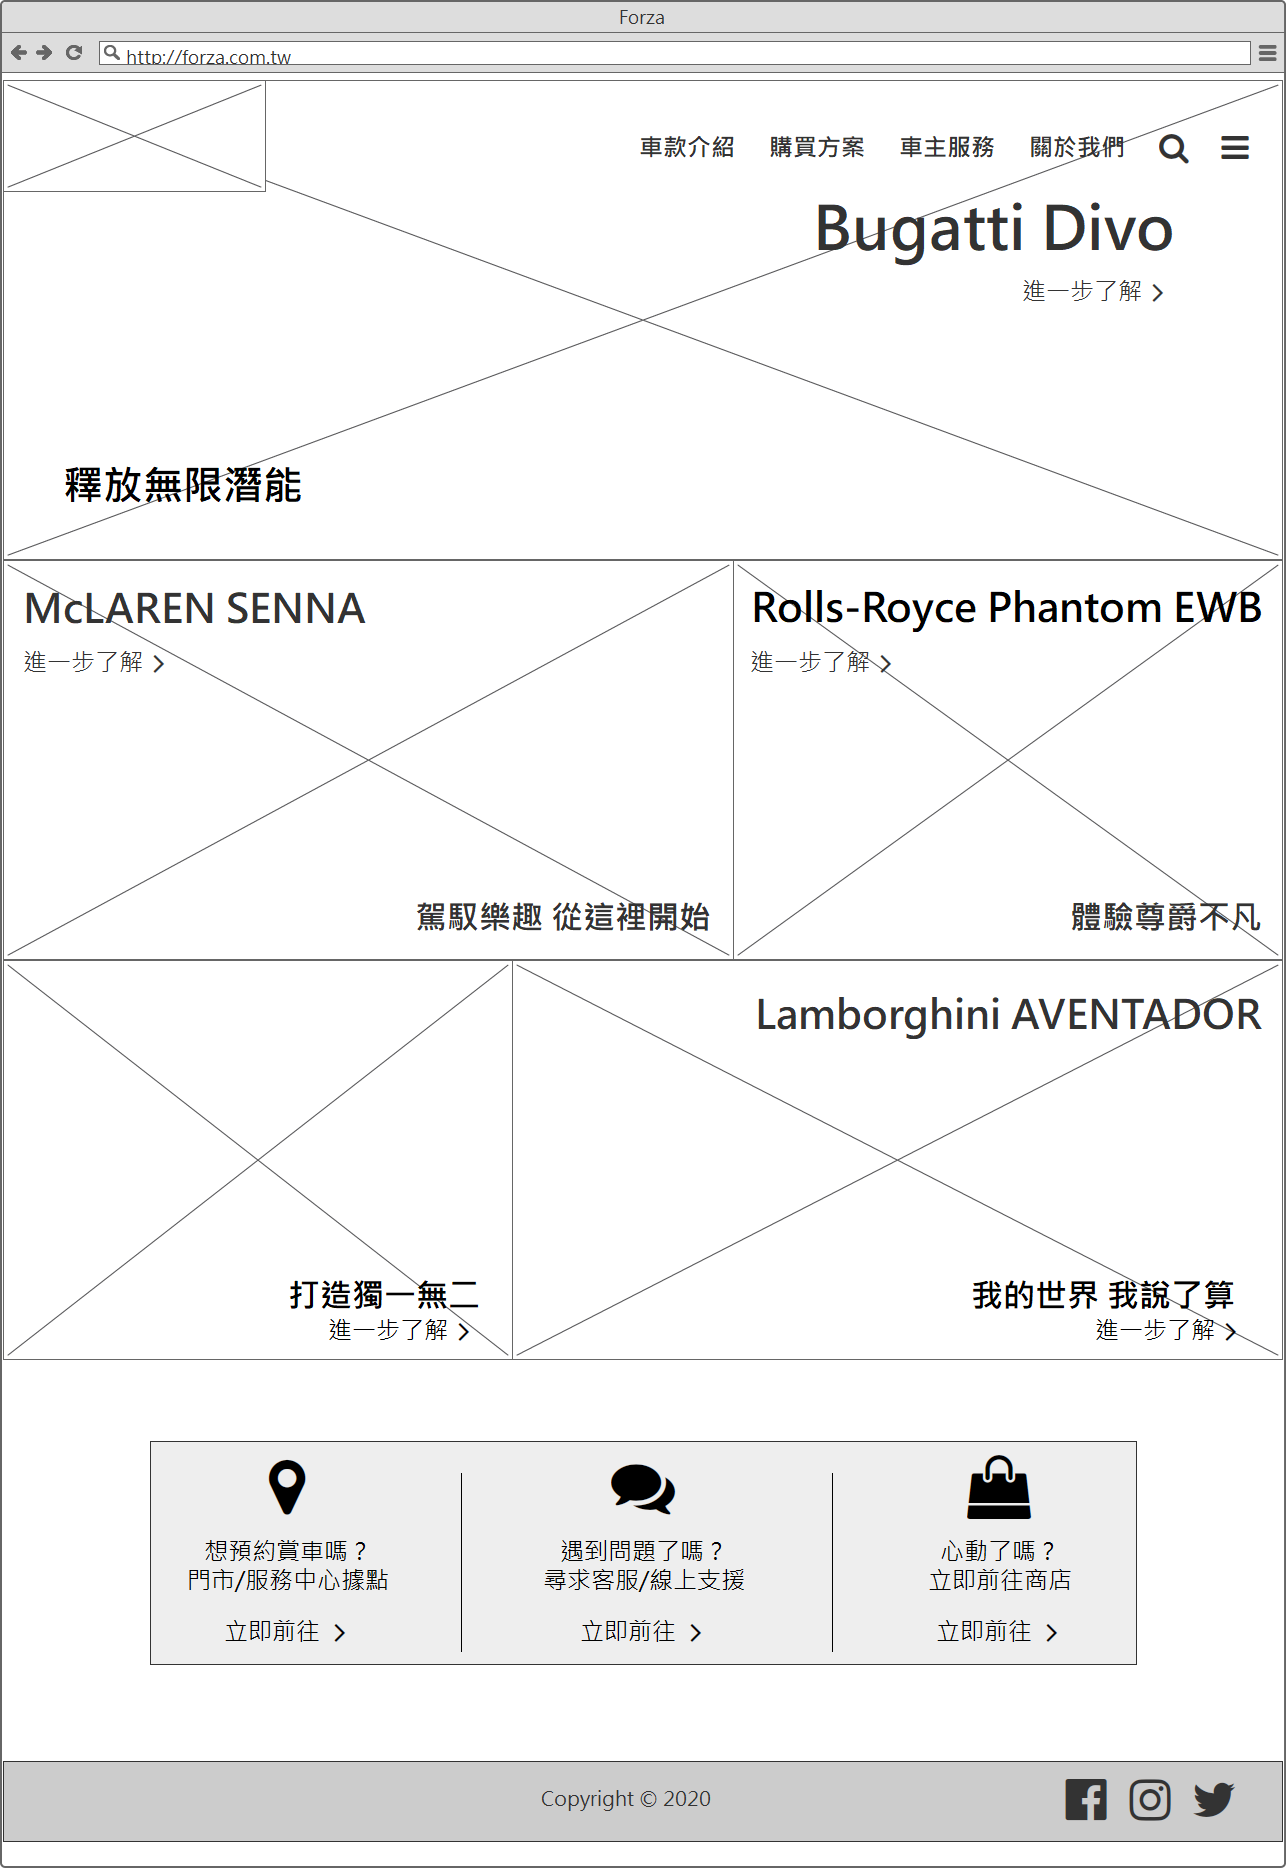 Forza
http://forza.com.tw
車款介紹 購買方案 車主服務 關於我們
Bugatti Divo
進一步了解
釋放無限潛能
McLAREN SENNA
進一步了解
駕馭樂趣 從這裡開始
Rolls-Royce Phantom EWB
進一步了解
體驗尊爵不凡
打造獨一無二
進一步了解
Lamborghini AVENTADOR
我的世界 我說了算
進一步了解
想預約賞車嗎？
門市/服務中心據點
立即前往
遇到問題了嗎？
尋求客服/線上支援
立即前往
心動了嗎？
立即前往商店
立即前往
Copyright © 2020